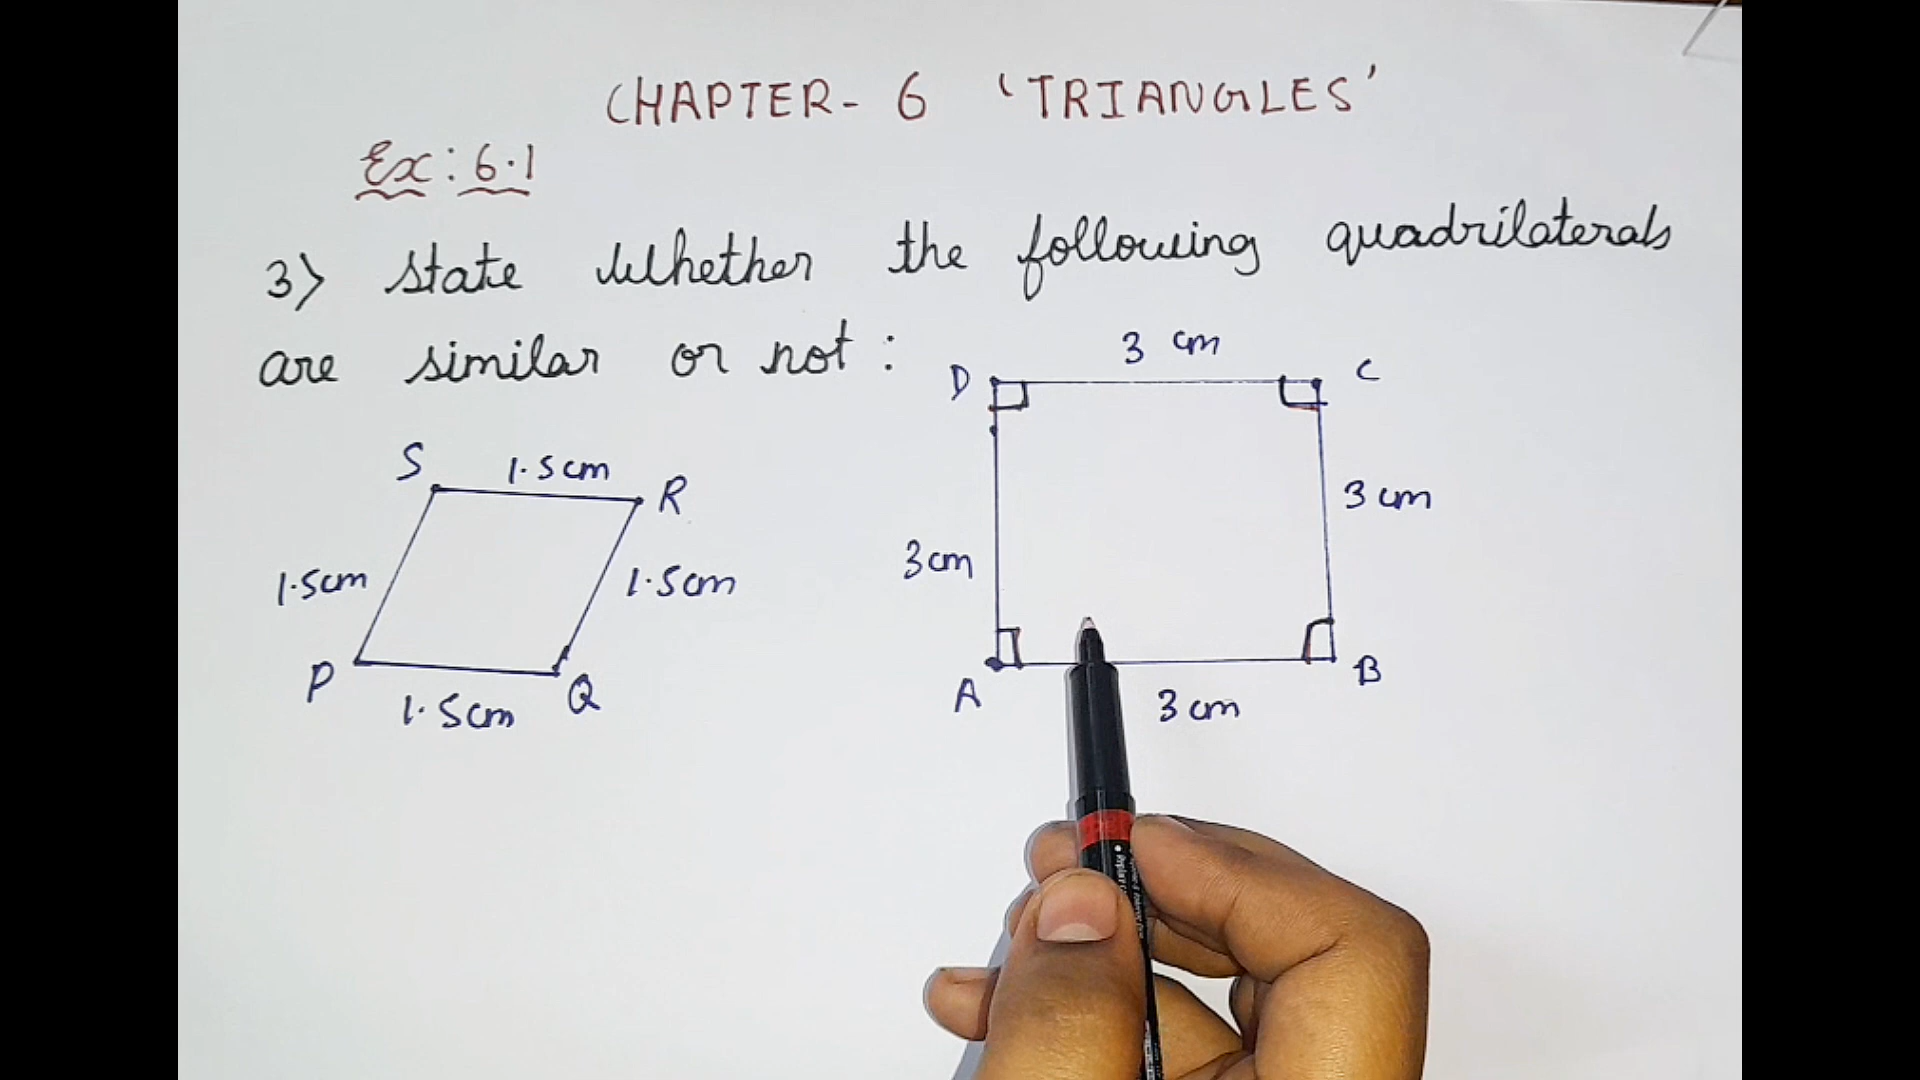 CHAPTER- 6 'TRIANGLES'
Ex: 6.1
3) State Whether the following quadrilaterals
are similar or not:
3 cm
D
C
S
1.5cm
R
3 cm
3cm
1.5cm
1.5cm
P
Q
1.5cm
A
B
3 cm